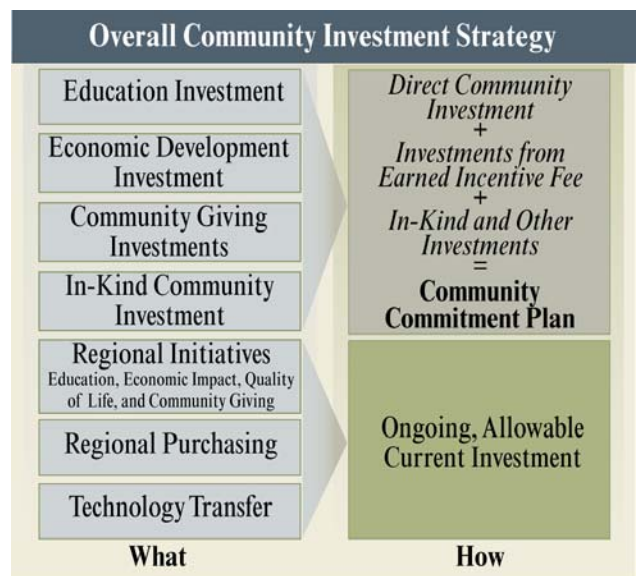 Overall Community Investment Strategy
Education Investment
Economic Development
Investment
Community Giving
Investments
In-Kind Community
Investment
Regional Initiatives
Education, Economic Impact, Quality
of Life, and Community Giving
Regional Purchasing
Technology Transfer
What
Direct Community
Investment
+
Investments from
Earned Incentive Fee
+
In-Kind and Other
Investments
=
Community
Commitment Plan
Ongoing, Allowable
Current Investment
How